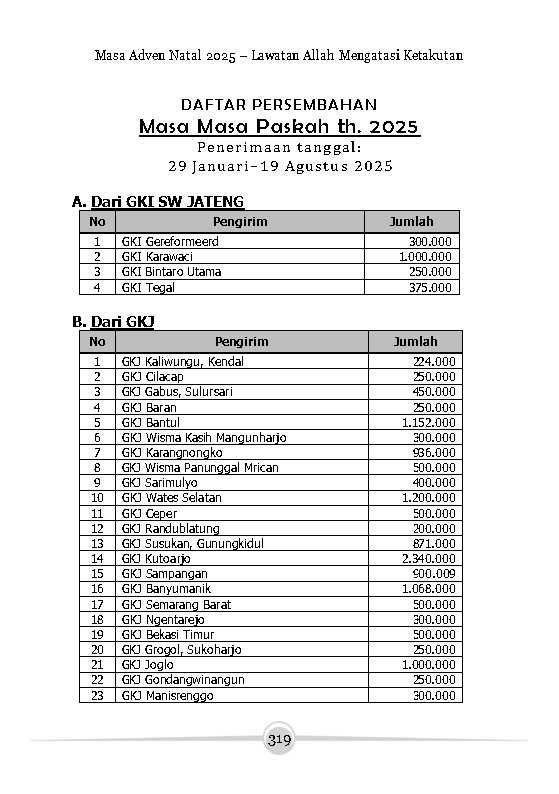 Masa Adven Natal 2025 – Lawatan Allah Mengatasi Ketakutan
DAFTAR PERSEMBAHAN
Masa Masa Paskah th. 2025
Penerimaan tanggal:
29 Januari–19 Agustus 2025
A. Dari GKI SW JATENG
No Pengirim Jumlah
1 GKI Gereformeerd 300.000
2 GKI Karawaci 1.000.000
3 GKI Bintaro Utama 250.000
4 GKI Tegal 375.000
B. Dari GKJ
No Pengirim Jumlah
1 GKJ Kaliwungu, Kendal 224.000
2 GKJ Cilacap 250.000
3 GKJ Gabus, Sulursari 450.000
4 GKJ Baran 250.000
5 GKJ Bantul 1.152.000
6 GKJ Wisma Kasih Mangunharjo 300.000
7 GKJ Karangnongko 936.000
8 GKJ Wisma Panunggal Mrican 500.000
9 GKJ Sarimulyo 400.000
10 GKJ Wates Selatan 1.200.000
11 GKJ Ceper 500.000
12 GKJ Randublatung 200.000
13 GKJ Susukan, Gunungkidul 871.000
14 GKJ Kutoarjo 2.340.000
15 GKJ Sampangan 900.009
16 GKJ Banyumanik 1.068.000
17 GKJ Semarang Barat 500.000
18 GKJ Ngentarejo 300.000
19 GKJ Bekasi Timur 500.000
20 GKJ Grogol, Sukoharjo 250.000
21 GKJ Joglo 1.000.000
22 GKJ Gondangwinangun 250.000
23 GKJ Manisrenggo 300.000
319